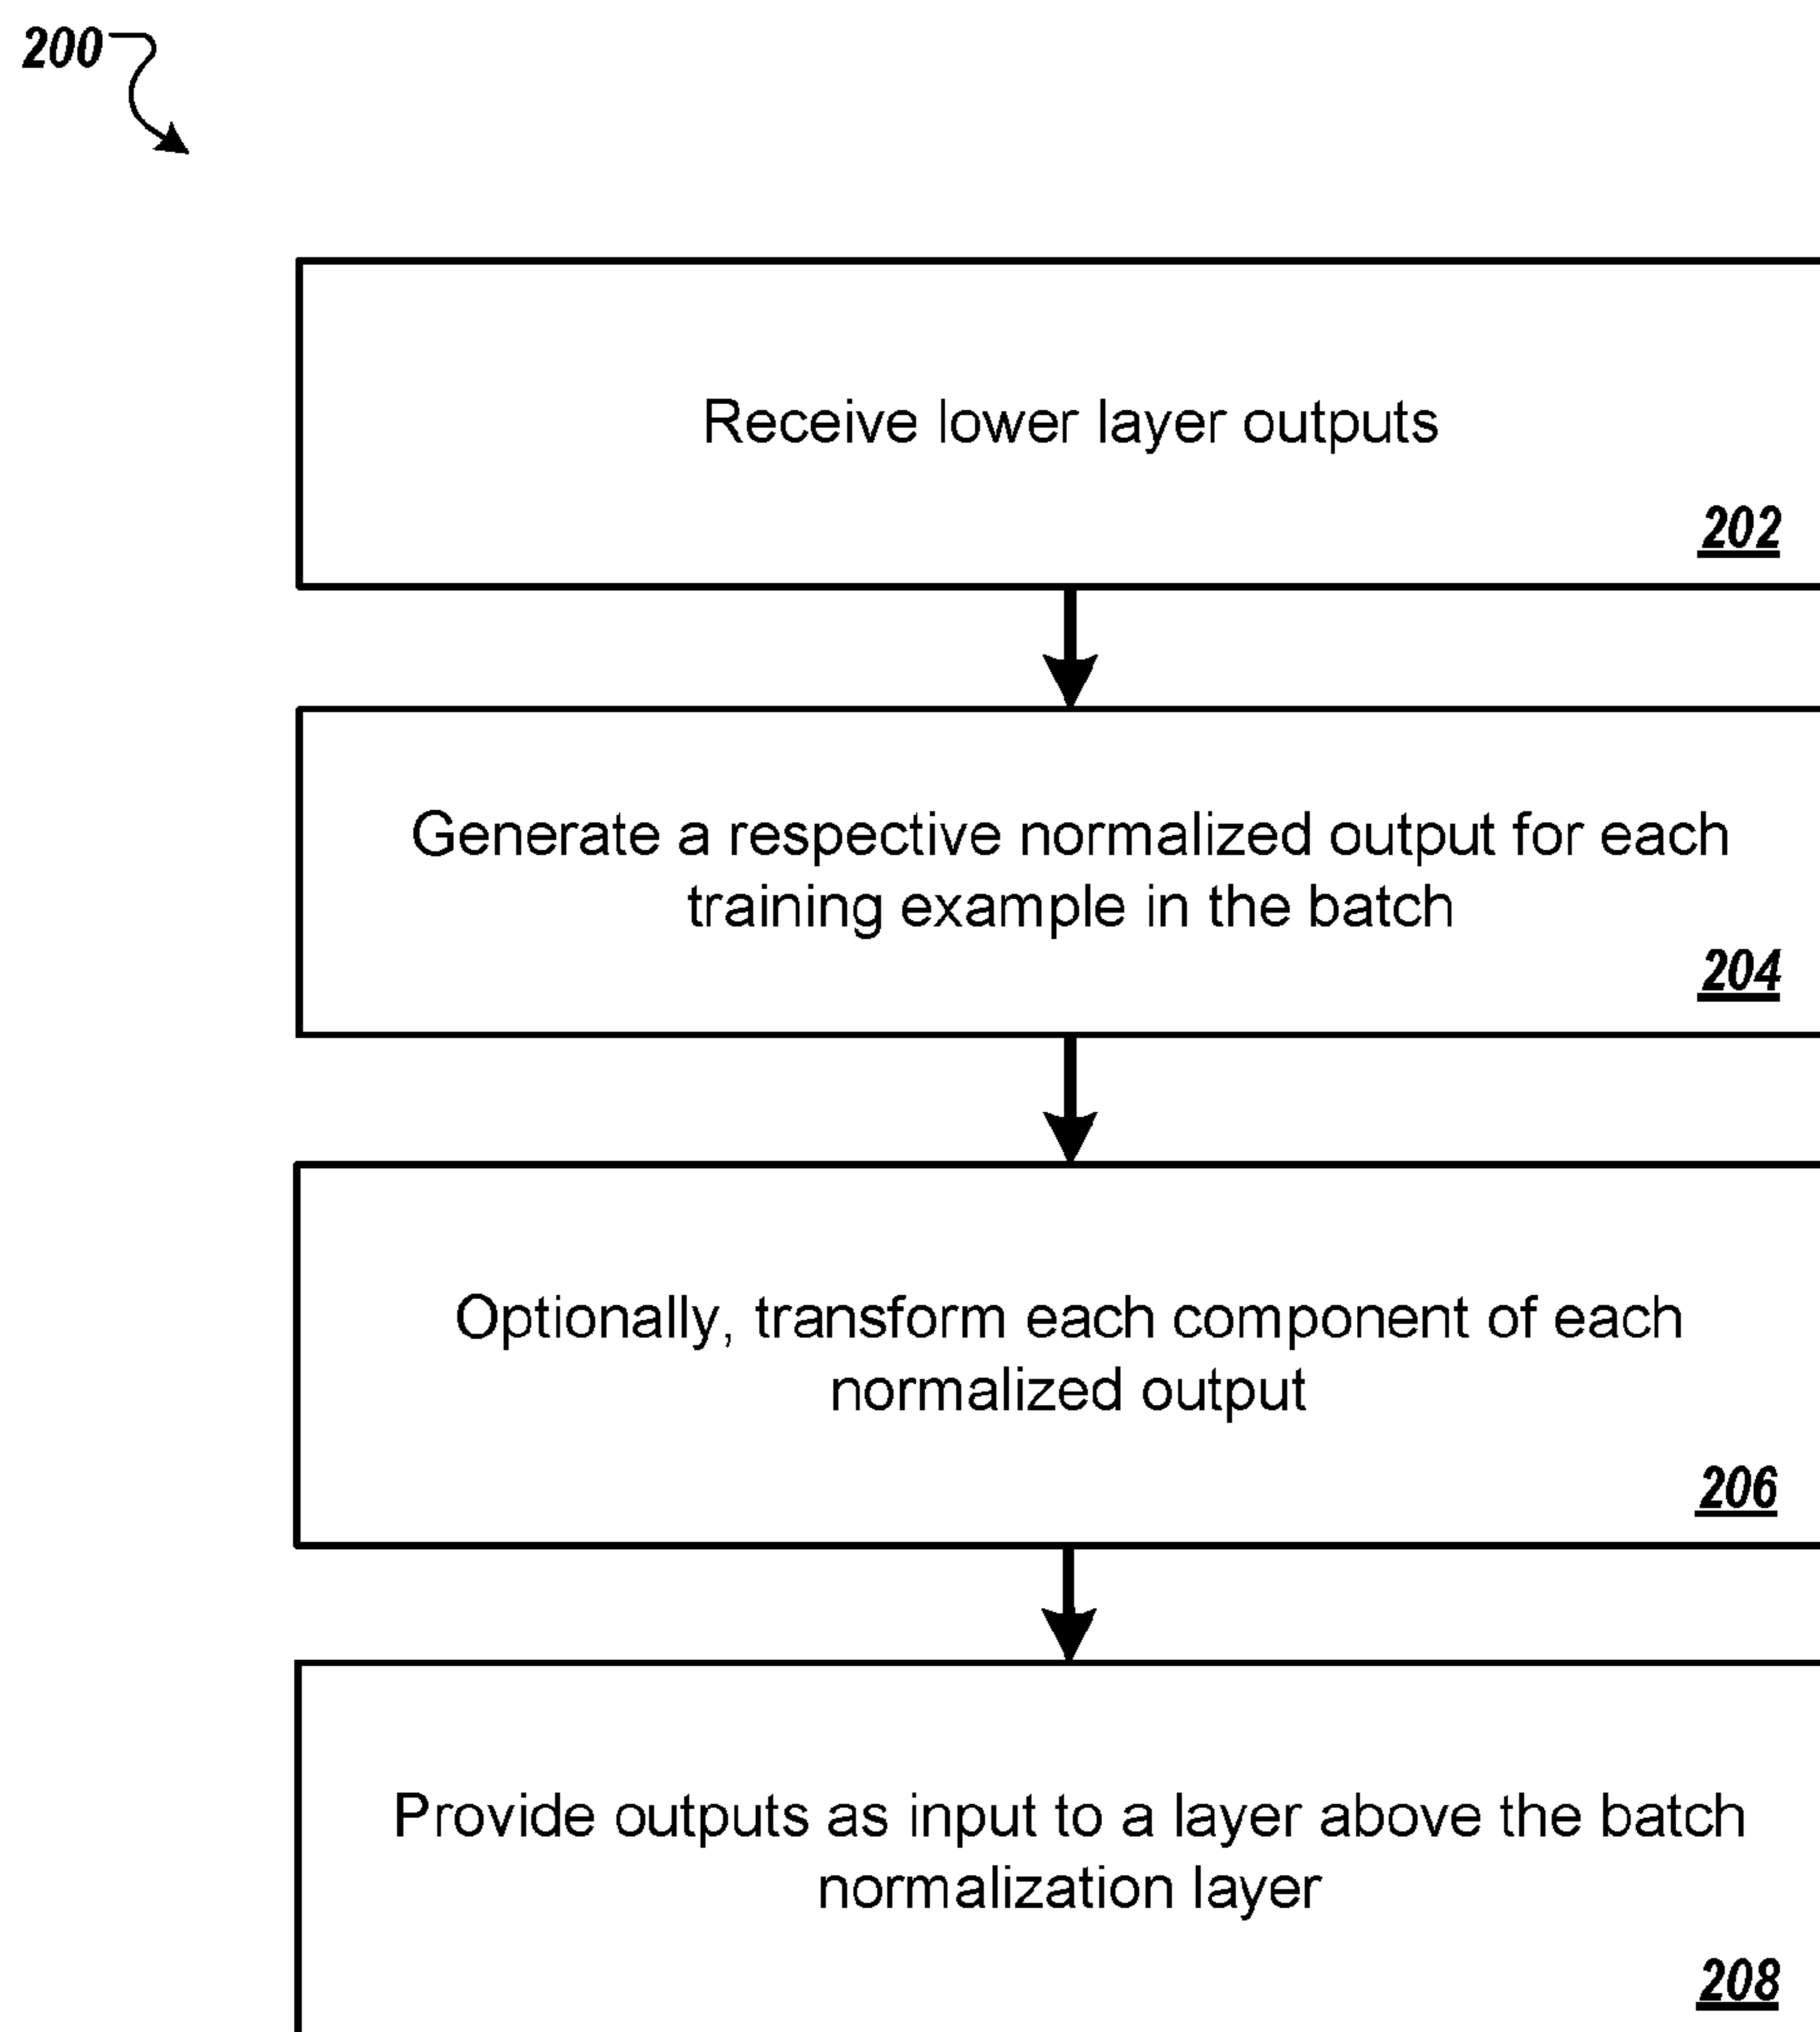 200
Receive lower layer outputs
202
Generate a respective normalized output for each
training example in the batch
204
Optionally, transform each component of each
normalized output
206
Provide outputs as input to a layer above the batch
normalization layer
208